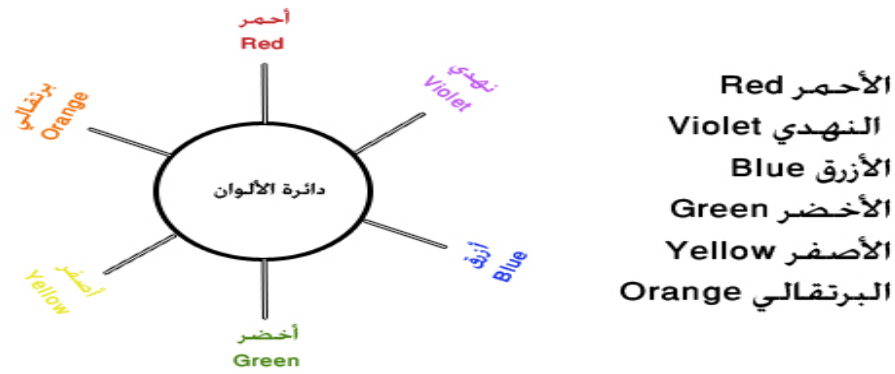 أحمر
Red
نهدي
Violet
برتقالي
Orange
دائرة الألوان
أزرق
Blue
أصفر
Yellow
أخضر
Green
الأحمر Red
النهدي Violet
الأزرق Blue
الأخضر Green
الأصفر Yellow
البرتقالي Orange